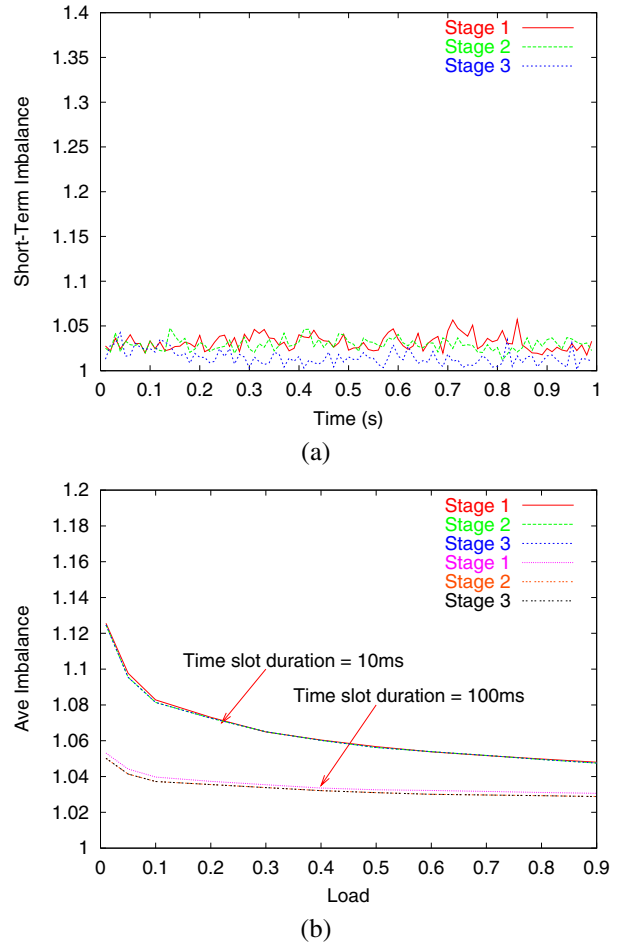 1.4
1.35
1.3
1.25
1.2
1.15
1.1
1.05
1
Short-Term Imbalance
Stage 1
Stage 2
Stage 3
0 0.1 0.2 0.3 0.4 0.5 0.6 0.7 0.8 0.9 1
Time (s)
(a)
1.2
1.18
1.16
1.14
1.12
1.1
1.08
1.06
1.04
1.02
1
Ave Imbalance
Stage 1
Stage 2
Stage 3
Stage 1
Stage 2
Stage 3
Time slot duration = 10ms
Time slot duration = 100ms
0 0.1 0.2 0.3 0.4 0.5 0.6 0.7 0.8 0.9
Load
(b)